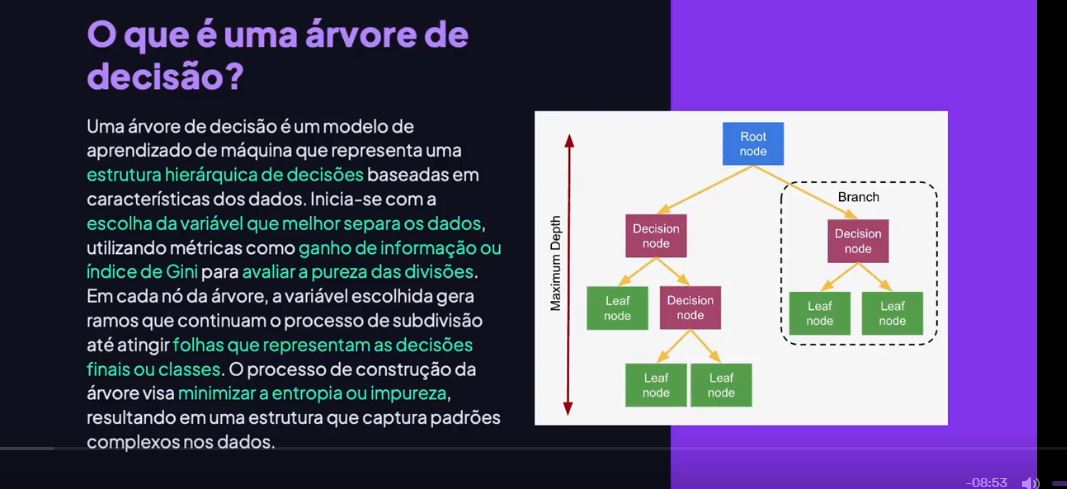 O que é uma árvore de
decisão?
Uma árvore de decisão é um modelo de
aprendizado de máquina que representa uma
estrutura hierárquica de decisões baseadas em
características dos dados. Inicia-se com a
escolha da variável que melhor separa os dados,
utilizando métricas como ganho de informação ou
índice de Gini para avaliar a pureza das divisões.
Em cada nó da árvore, a variável escolhida gera
ramos que continuam o processo de subdivisão
até atingir folhas que representam as decisões
finais ou classes. O processo de construção da
árvore visa minimizar a entropia ou impureza,
resultando em uma estrutura que captura padrões
complexos nos dados.
Maximum Depth
Root
node
Branch
Decision
node
Decision
node
Leaf
node
Decision
node
Leaf
node
Leaf
node
Leaf
node
Leaf
node
-08:53